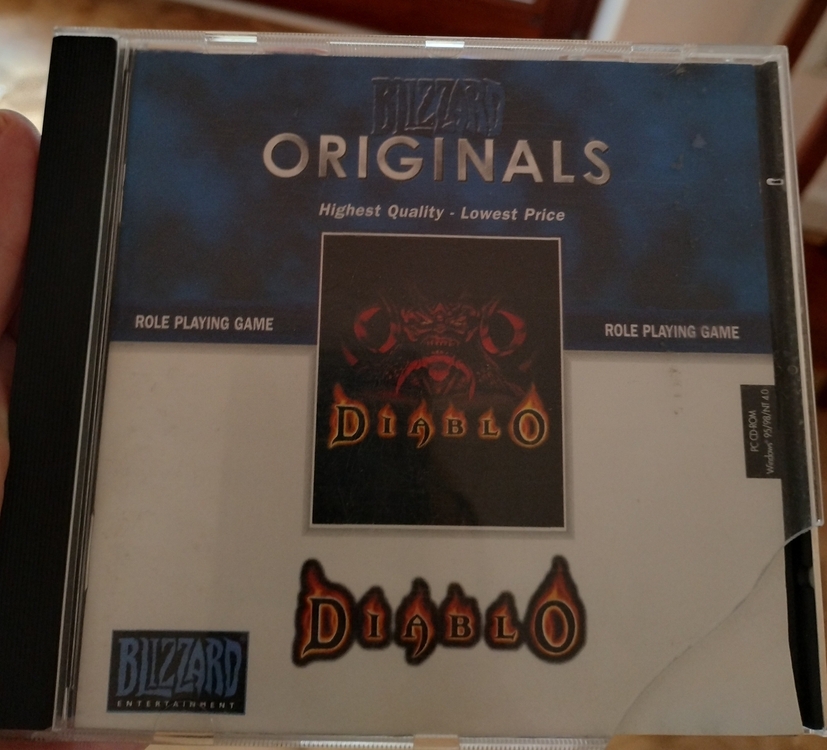 BLIZZARD
ORIGINALS
Highest Quality - Lowest Price
ROLE PLAYING GAME
ROLE PLAYING GAME
DIABLO
PC CD-ROM
Windows® 95/98/NT 4.0
DIABLO
BLIZZARD
ENTERTAINMENT